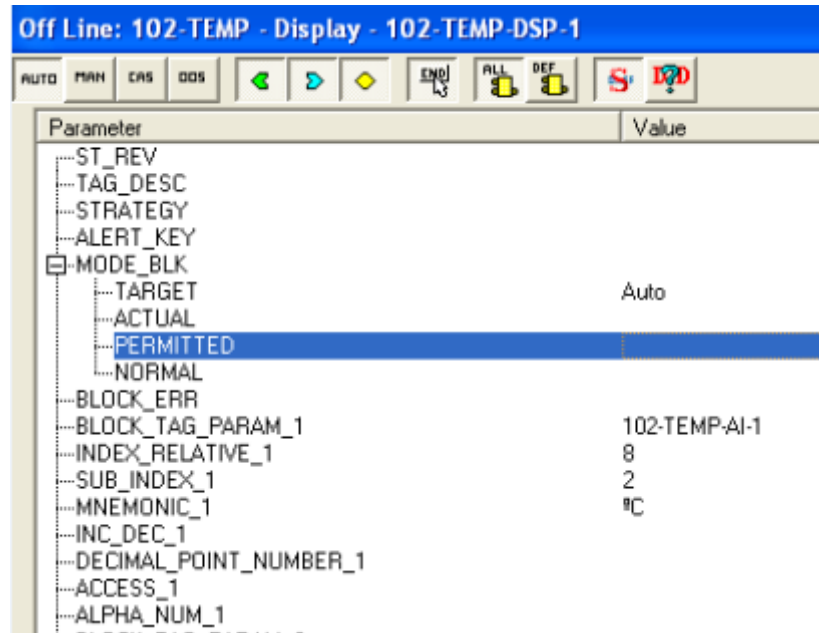 Off Line: 102-TEMP - Display - 102-TEMP-DSP-1
AUTO MAN CAS OOS END ALL DEF S DD
Parameter Value
ST_REV
TAG_DESC
STRATEGY
ALERT_KEY
MODE_BLK
TARGET Auto
ACTUAL
PERMITTED
NORMAL
BLOCK_ERR
BLOCK_TAG_PARAM_1 102-TEMP-AI-1
INDEX_RELATIVE_1 8
SUB_INDEX_1 2
MNEMONIC_1 ºC
INC_DEC_1
DECIMAL_POINT_NUMBER_1
ACCESS_1
ALPHA_NUM_1